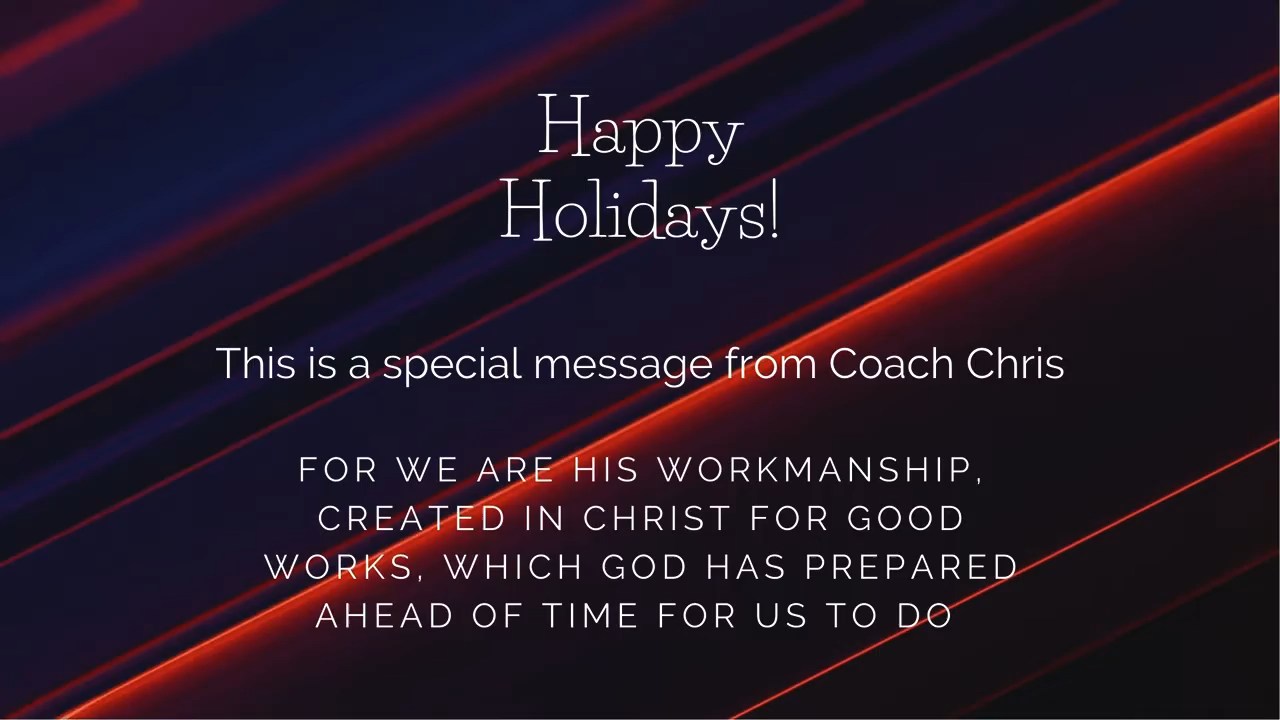 Happy
Holidays!
This is a special message from Coach Chris
FOR WE ARE HIS WORKMANSHIP,
CREATED IN CHRIST FOR GOOD
WORKS, WHICH GOD HAS PREPARED
AHEAD OF TIME FOR US TO DO